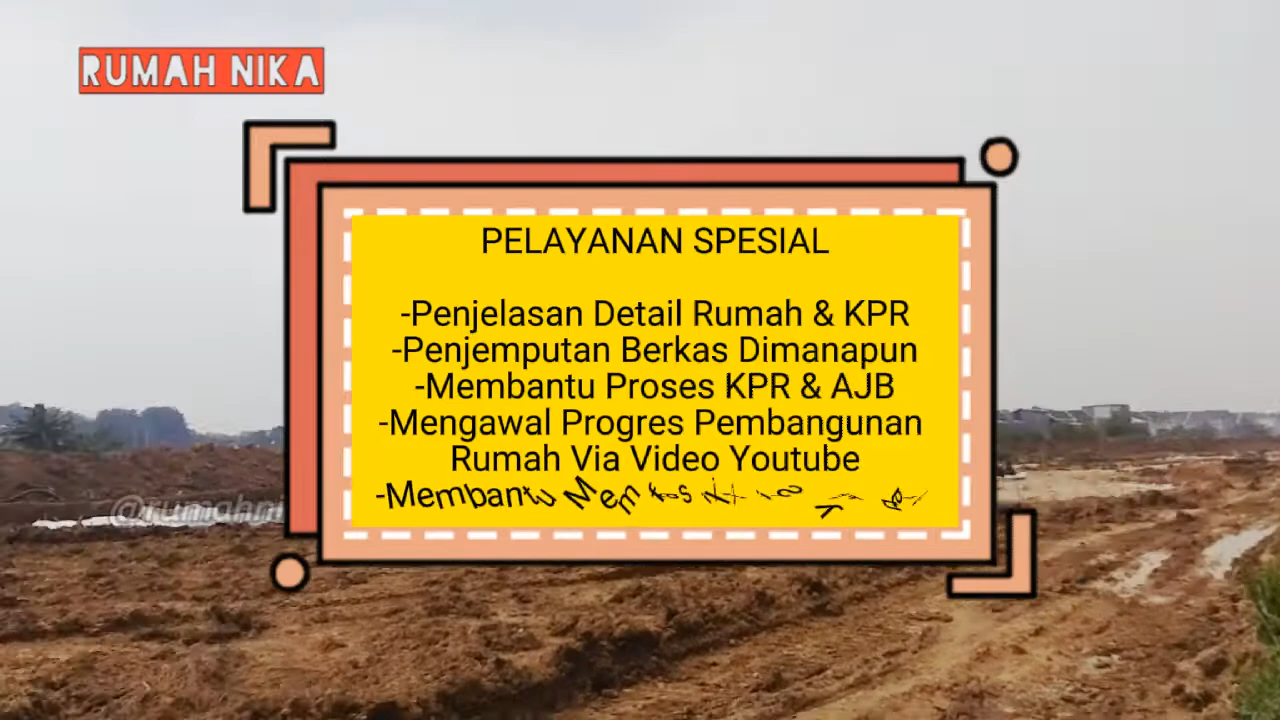 RUMAH NIKA
PELAYANAN SPESIAL
-Penjelasan Detail Rumah & KPR
-Penjemputan Berkas Dimanapun
-Membantu Proses KPR & AJB
-Mengawal Progres Pembangunan
Rumah Via Video Youtube
-Membantu
@rumahni